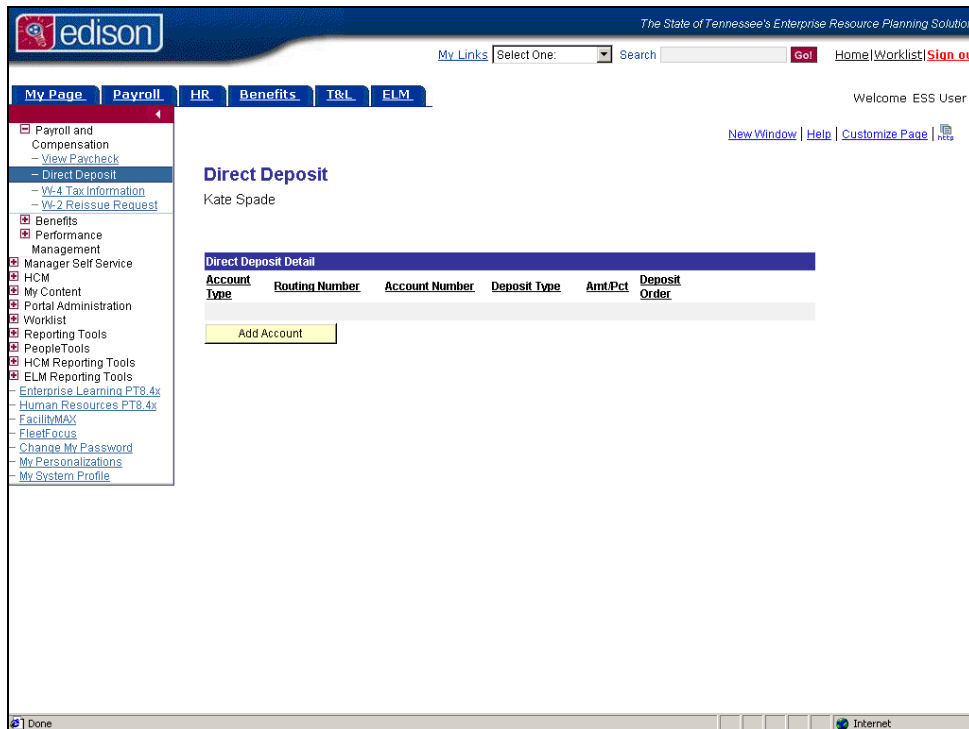 edison
The State of Tennessee's Enterprise Resource Planning Solution
My Links Select One: Search Go! Home|Worklist|Sign ou
My Page Payroll HR Benefits T&L ELM
Welcome ESS User
New Window | Help | Customize Page | http
Payroll and
Compensation
– View Paycheck
– Direct Deposit
– W-4 Tax Information
– W-2 Reissue Request
Benefits
Performance
Management
Manager Self Service
HCM
My Content
Portal Administration
Worklist
Reporting Tools
PeopleTools
HCM Reporting Tools
ELM Reporting Tools
– Enterprise Learning PT8.4x
– Human Resources PT8.4x
– FacilityMAX
– FleetFocus
– Change My Password
– My Personalizations
– My System Profile
Direct Deposit
Kate Spade
Direct Deposit Detail
Account Type Routing Number Account Number Deposit Type Amt/Pct Deposit Order
Add Account
Done
Internet